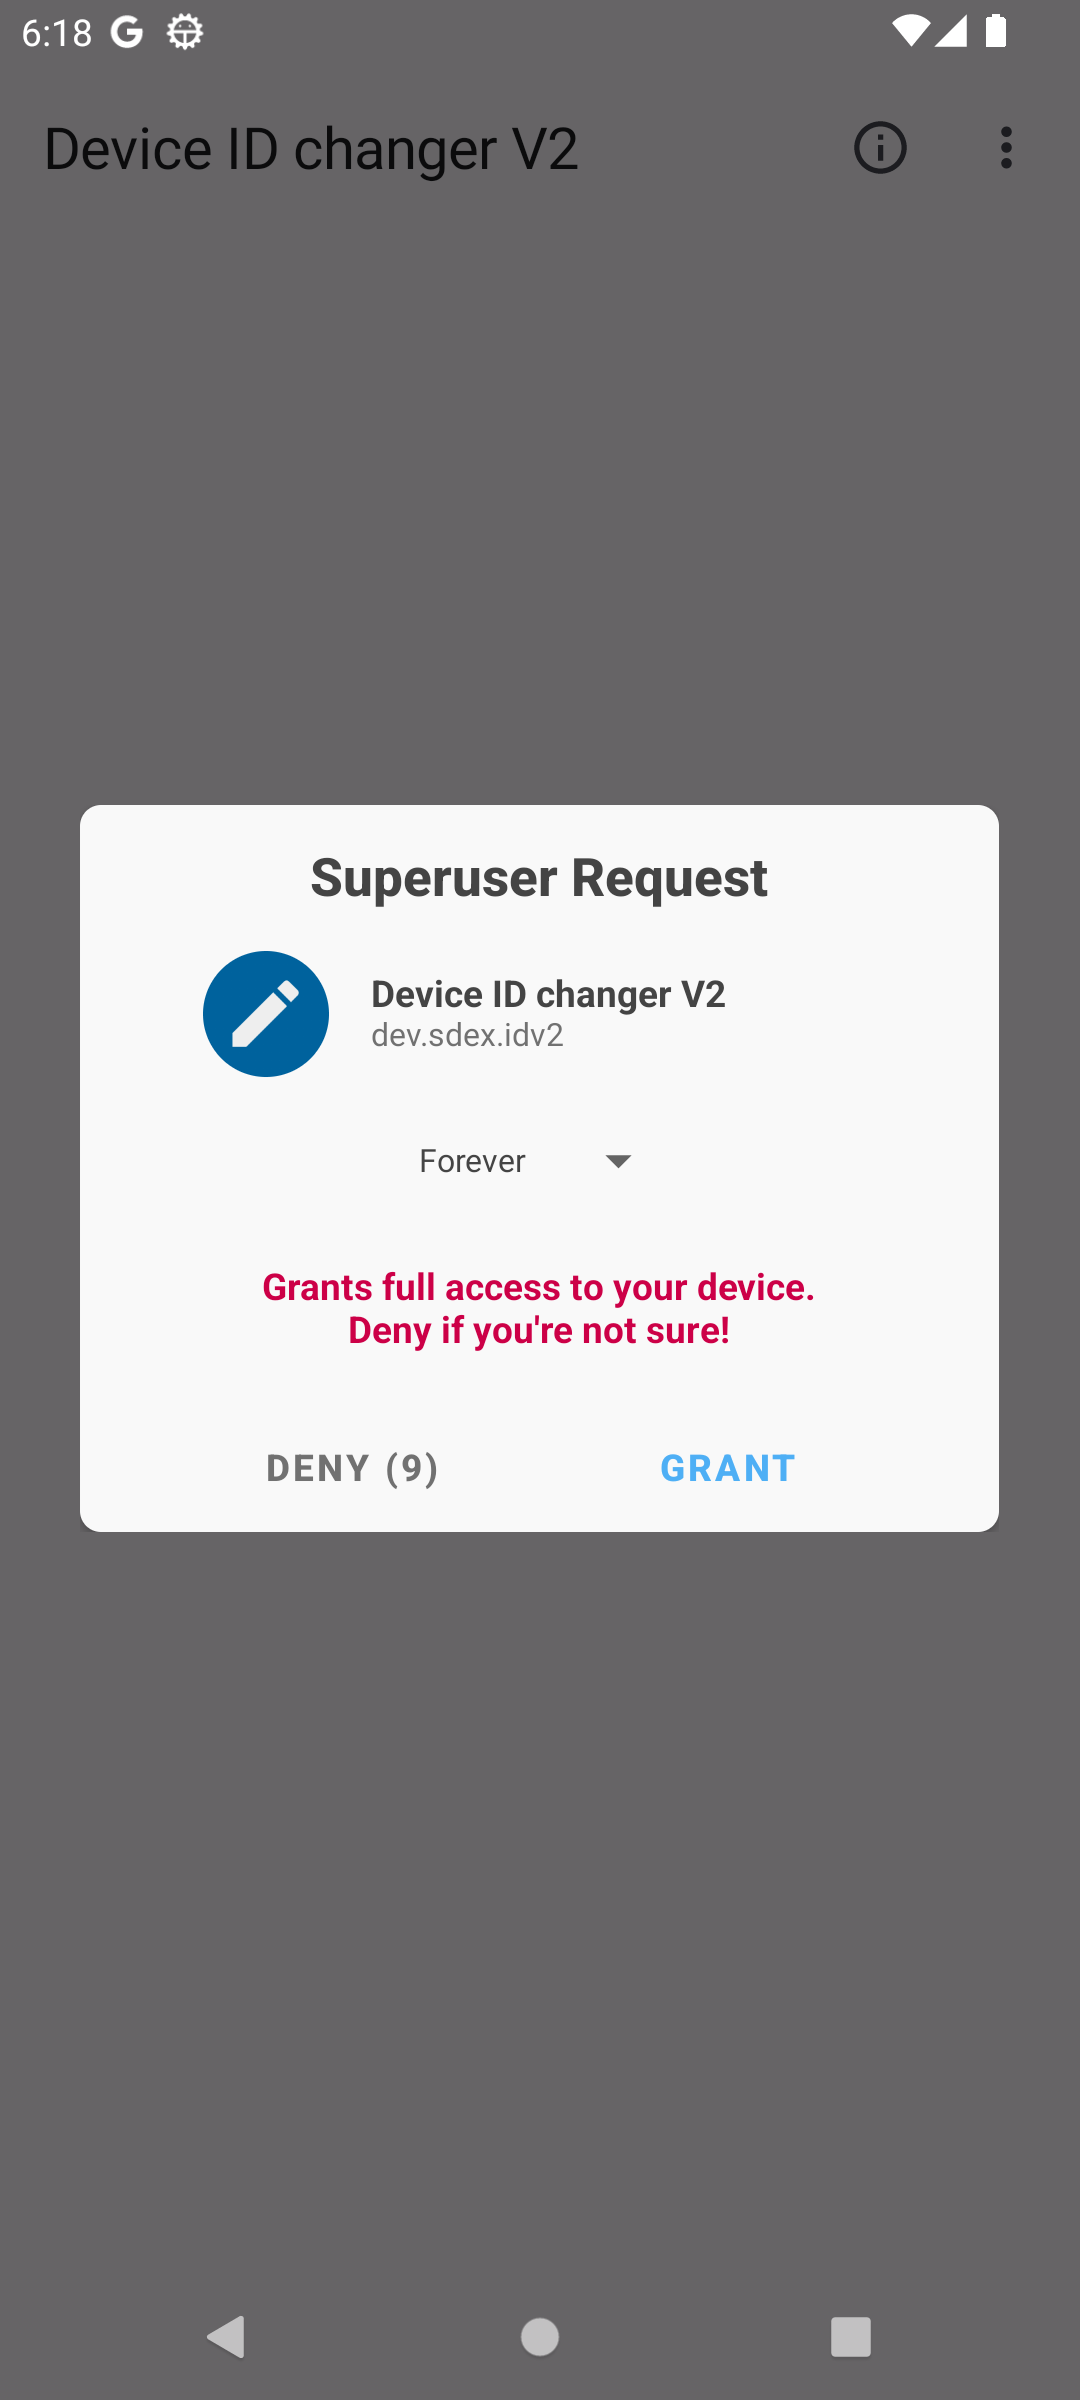 6:18
Device ID changer V2
Superuser Request
Device ID changer V2
dev.sdex.idv2
Forever
Grants full access to your device.
Deny if you're not sure!
DENY (9)
GRANT